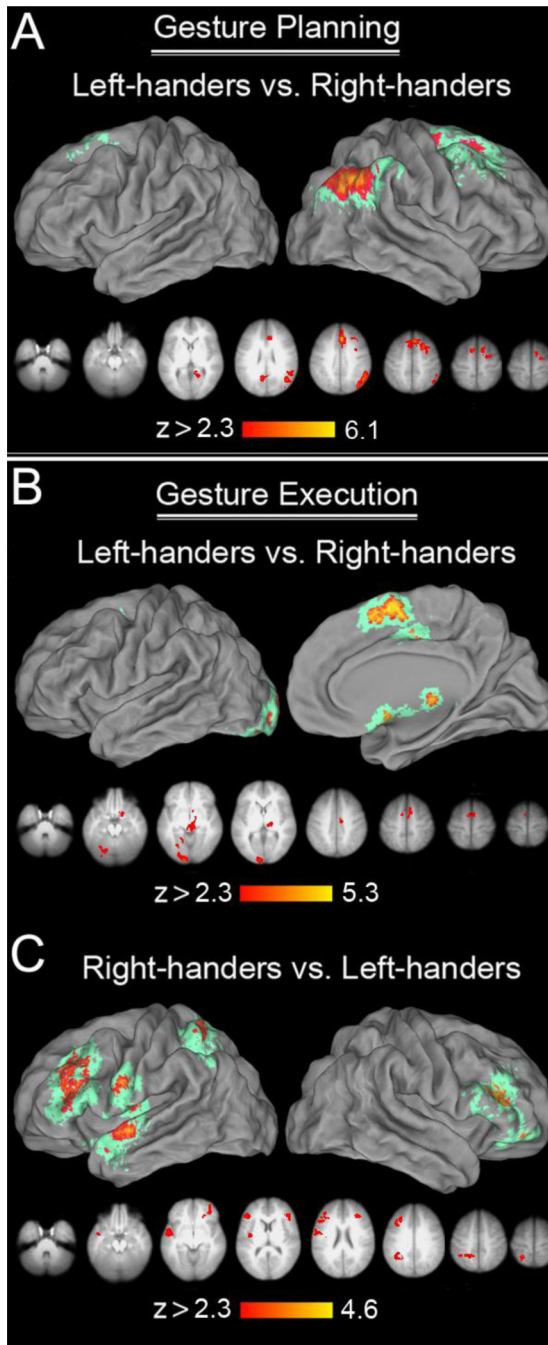 A
Gesture Planning
Left-handers vs. Right-handers
z > 2.3 6.1
B
Gesture Execution
Left-handers vs. Right-handers
z > 2.3 5.3
C
Right-handers vs. Left-handers
z > 2.3 4.6